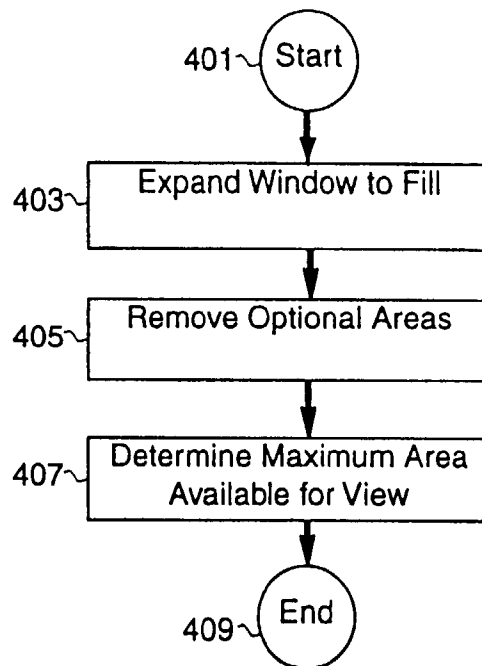 401
Start
403
Expand Window to Fill
405
Remove Optional Areas
407
Determine Maximum Area
Available for View
409
End